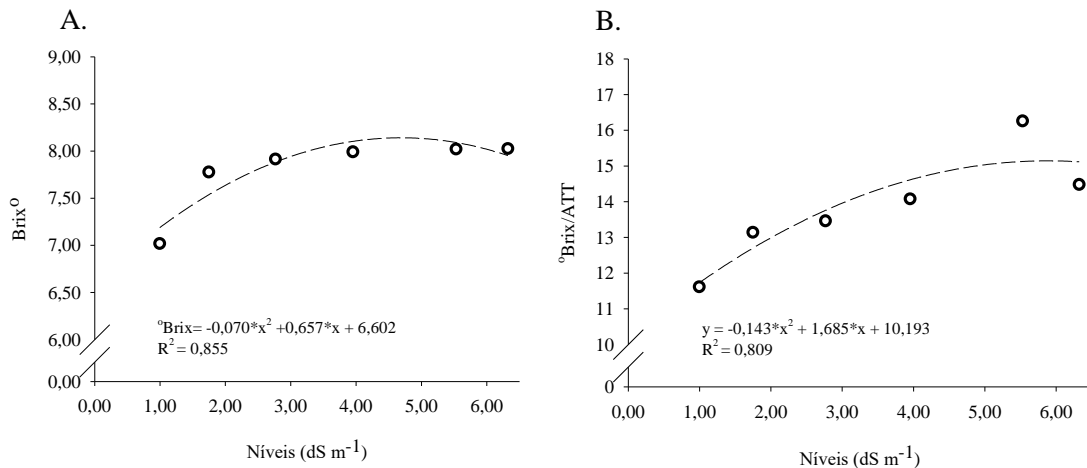 A.
9,00
8,50
8,00
7,50
7,00
6,50
6,00
0,00
Brix⁰
⁰Brix= -0,070*x² +0,657*x + 6,602
R² = 0,855
0,00 1,00 2,00 3,00 4,00 5,00 6,00
Níveis (dS m⁻¹)
B.
18
17
16
15
14
13
12
11
10
0
⁰Brix/ATT
y = -0,143*x² + 1,685*x + 10,193
R² = 0,809
0,00 1,00 2,00 3,00 4,00 5,00 6,00
Níveis (dS m⁻¹)